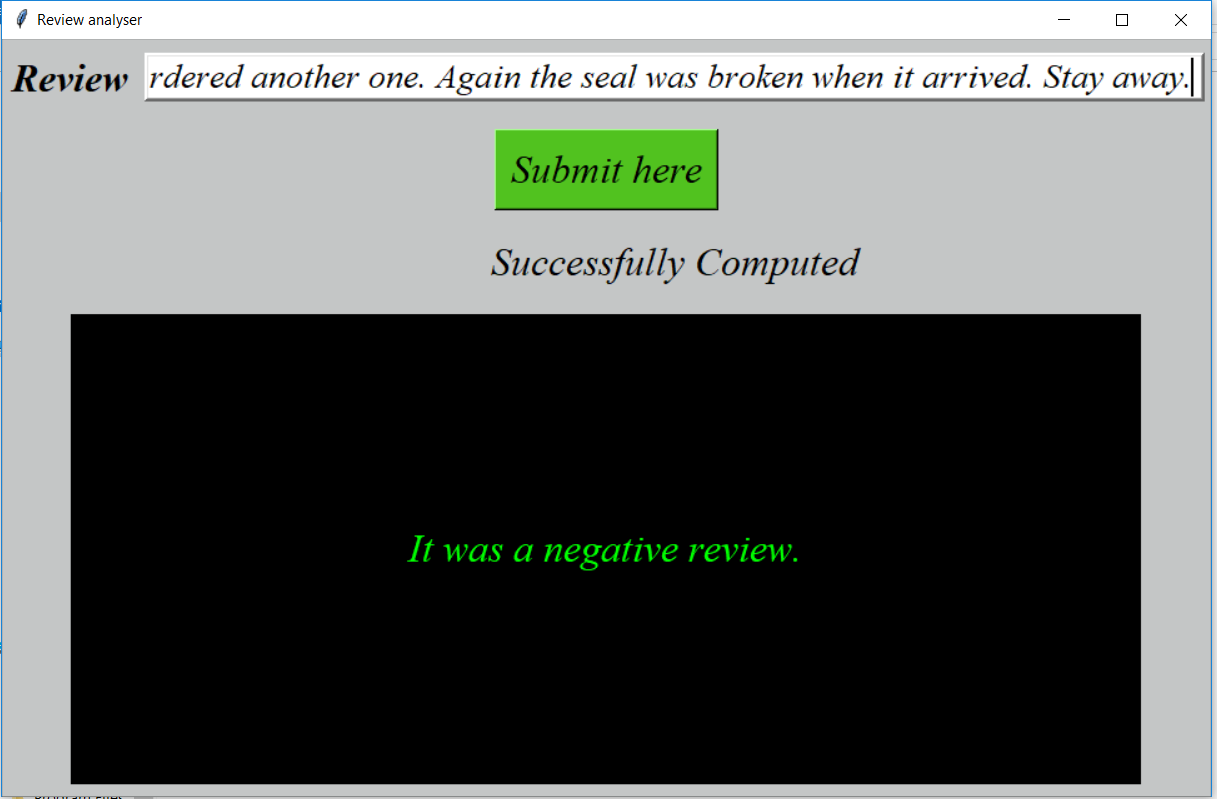 Review analyser
Review rdered another one. Again the seal was broken when it arrived. Stay away.
Submit here
Successfully Computed
It was a negative review.